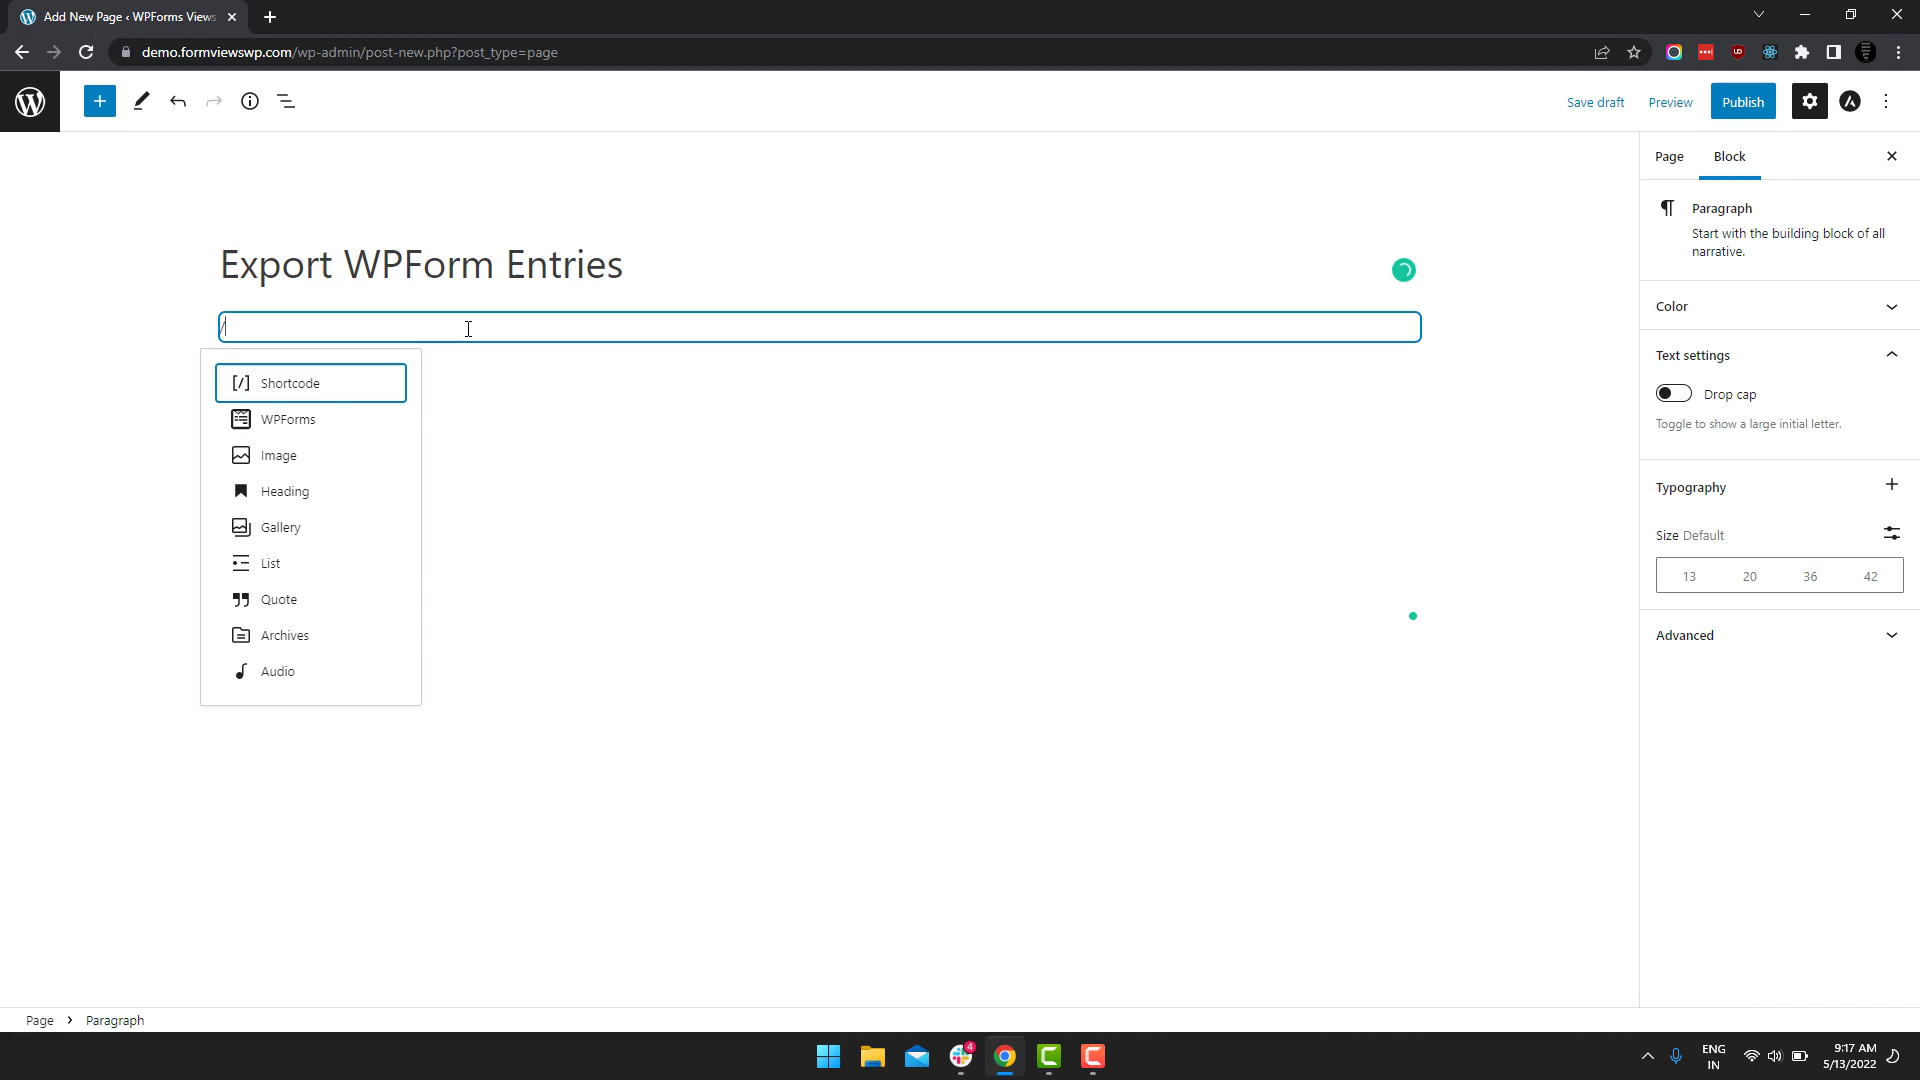 Add New Page ‹ WPForms Views
demo.formviewswp.com/wp-admin/post-new.php?post_type=page
Save draft
Preview
Publish
Page
Block
Paragraph
Start with the building block of all
narrative.
Export WPForm Entries
/
Color
Text settings
Drop cap
Toggle to show a large initial letter.
[/] Shortcode
WPForms
Image
Heading
Gallery
List
Quote
Archives
Audio
Typography
Size Default
13 20 36 42
Advanced
Page › Paragraph
4
ENG
IN
9:17 AM
5/13/2022